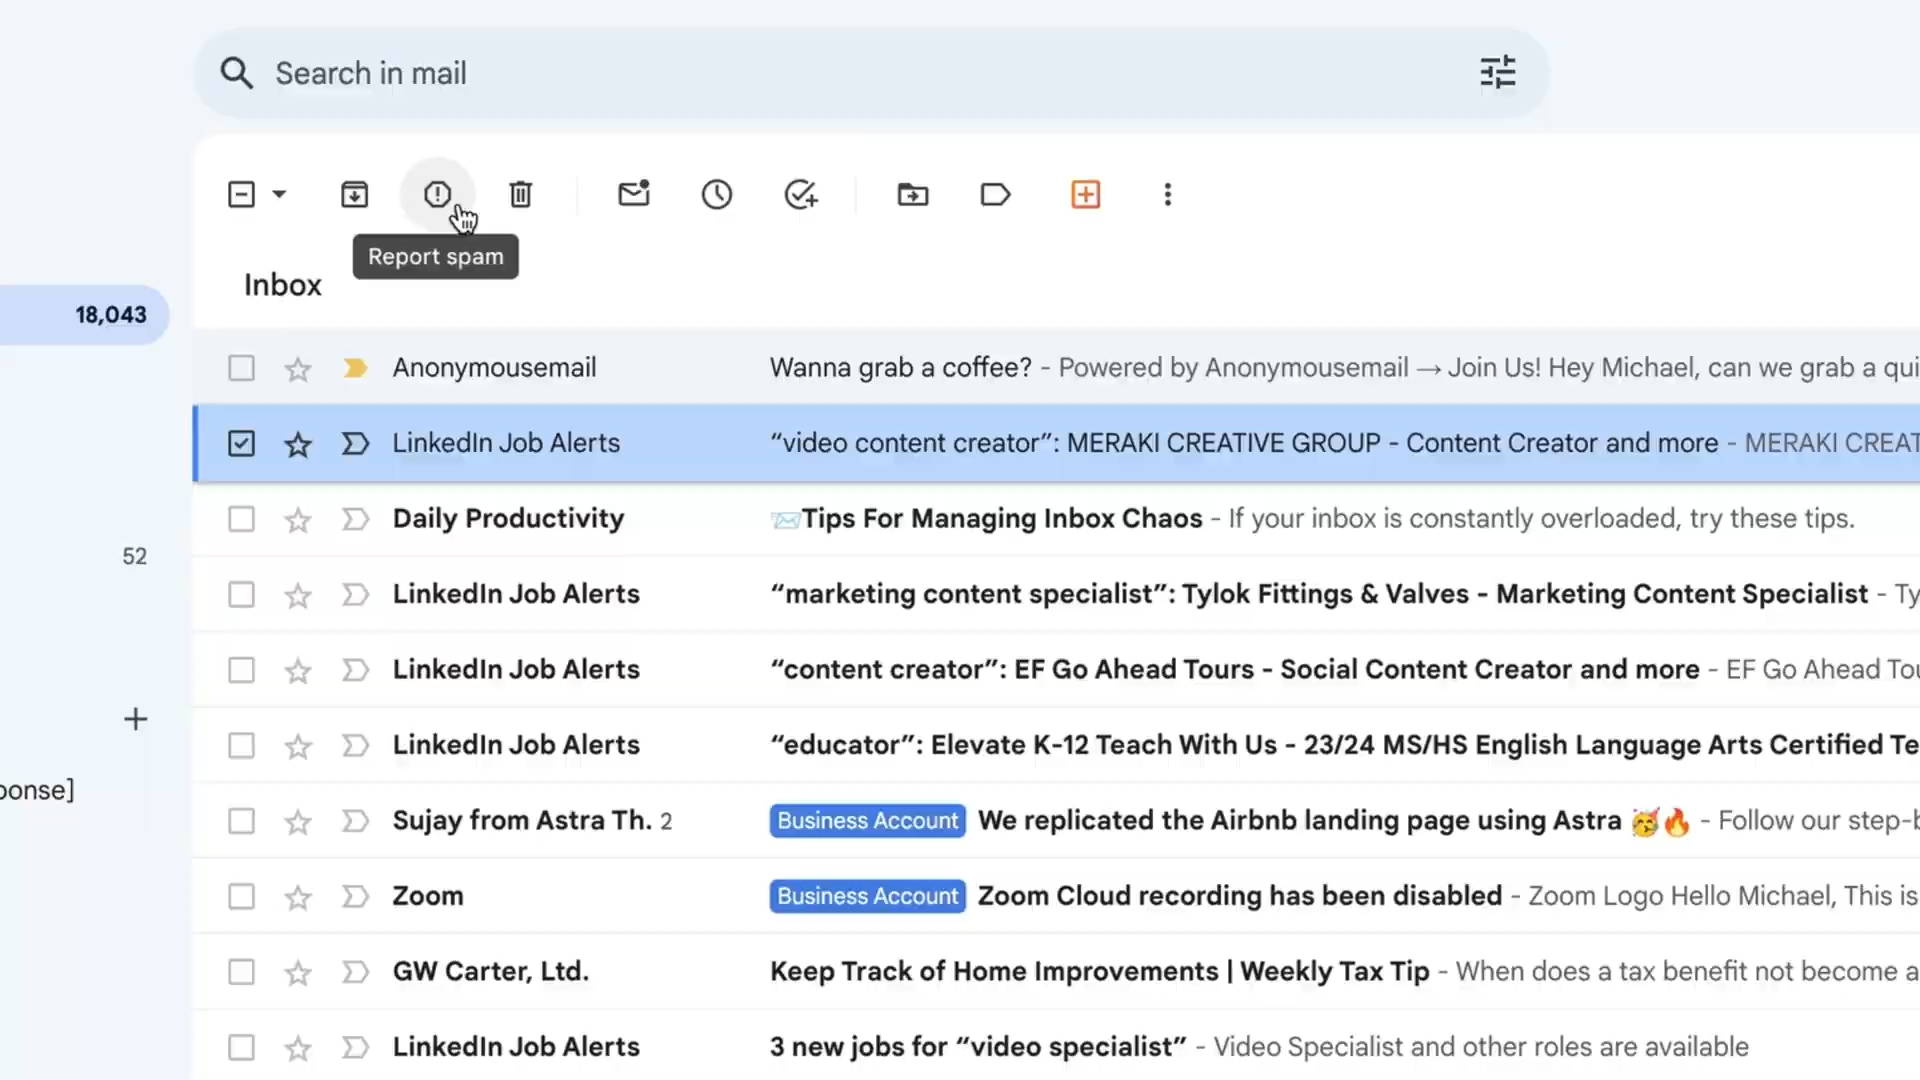 Search in mail
Report spam
Inbox
18,043
Anonymousemail Wanna grab a coffee? - Powered by Anonymousemail → Join Us! Hey Michael, can we grab a qui
LinkedIn Job Alerts “video content creator”: MERAKI CREATIVE GROUP - Content Creator and more - MERAKI CREAT
Daily Productivity 📨Tips For Managing Inbox Chaos - If your inbox is constantly overloaded, try these tips.
52
LinkedIn Job Alerts “marketing content specialist”: Tylok Fittings & Valves - Marketing Content Specialist - Ty
LinkedIn Job Alerts “content creator”: EF Go Ahead Tours - Social Content Creator and more - EF Go Ahead Tou
LinkedIn Job Alerts “educator”: Elevate K-12 Teach With Us - 23/24 MS/HS English Language Arts Certified Te
ponse]
Sujay from Astra Th. 2 Business Account We replicated the Airbnb landing page using Astra 🥳🔥 - Follow our step-b
Zoom Business Account Zoom Cloud recording has been disabled - Zoom Logo Hello Michael, This is
GW Carter, Ltd. Keep Track of Home Improvements | Weekly Tax Tip - When does a tax benefit not become a
LinkedIn Job Alerts 3 new jobs for “video specialist” - Video Specialist and other roles are available